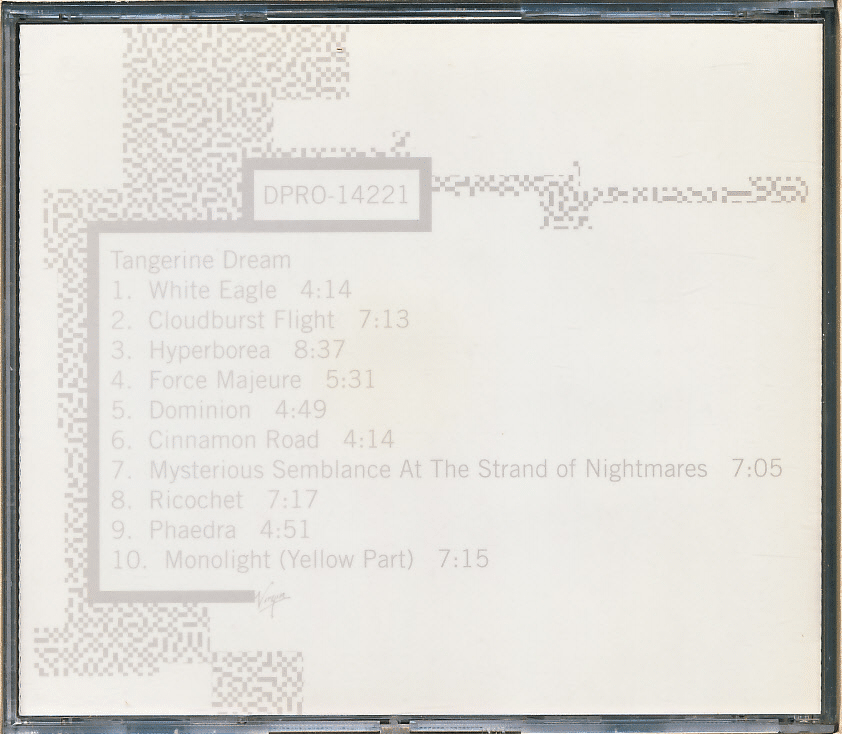 DPRO-14221
Tangerine Dream
1. White Eagle 4:14
2. Cloudburst Flight 7:13
3. Hyperborea 8:37
4. Force Majeure 5:31
5. Dominion 4:49
6. Cinnamon Road 4:14
7. Mysterious Semblance At The Strand of Nightmares 7:05
8. Ricochet 7:17
9. Phaedra 4:51
10. Monolight (Yellow Part) 7:15
Virgin